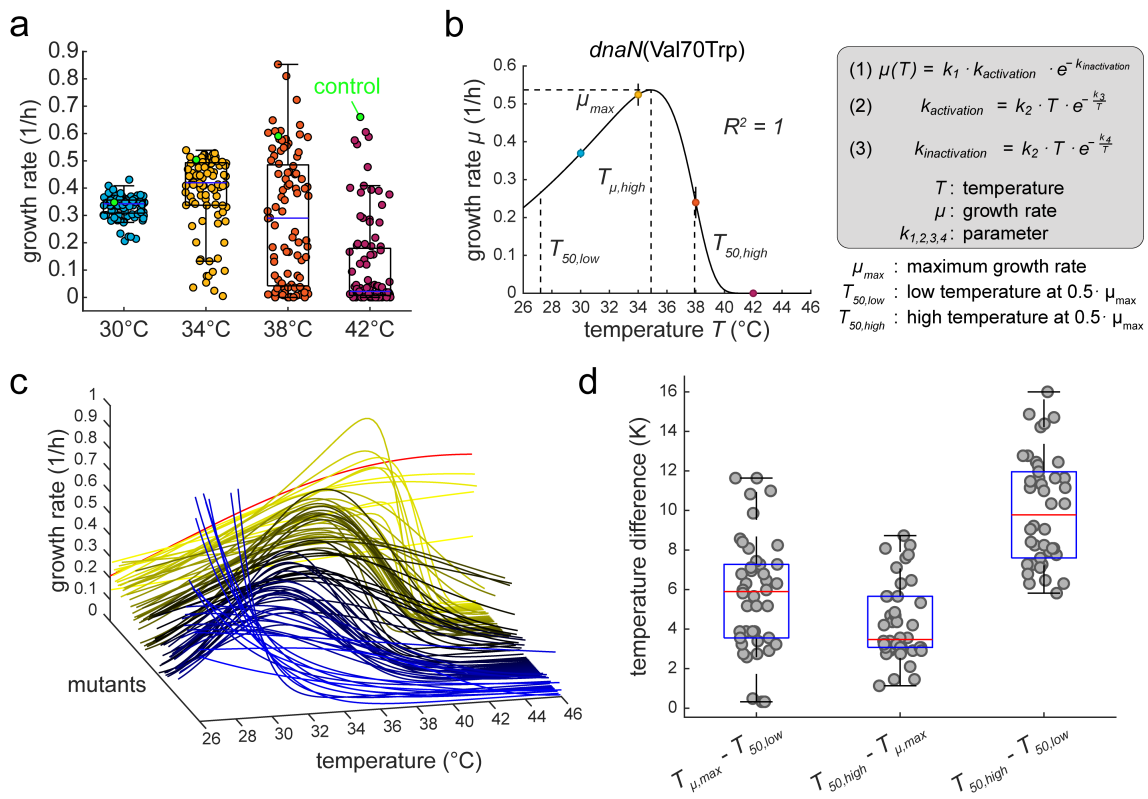 a
growth rate (1/h)
0.9
0.8
0.7
0.6
0.5
0.4
0.3
0.2
0.1
0
control
30°C
34°C
38°C
42°C
b
dnaN(Val70Trp)
growth rate μ (1/h)
0.6
0.5
0.4
0.3
0.2
0.1
0
μmax
R² = 1
Tμ,high
T50,low
T50,high
26 28 30 32 34 36 38 40 42 44 46
temperature T (°C)
(1) μ(T) = k1 · kactivation · e^– kinactivation
(2) kactivation = k2 · T · e^– k3/T
(3) kinactivation = k2 · T · e^– k4/T
T : temperature
μ : growth rate
k1,2,3,4 : parameter
μmax : maximum growth rate
T50,low : low temperature at 0.5· μmax
T50,high : high temperature at 0.5· μmax
c
growth rate (1/h)
1
0.9
0.8
0.7
0.6
0.5
0.4
0.3
0.2
0.1
0
mutants
26 28 30 32 34 36 38 40 42 44 46
temperature (°C)
d
temperature difference (K)
16
14
12
10
8
6
4
2
0
Tμ,max - T50,low
T50,high - Tμ,max
T50,high - T50,low